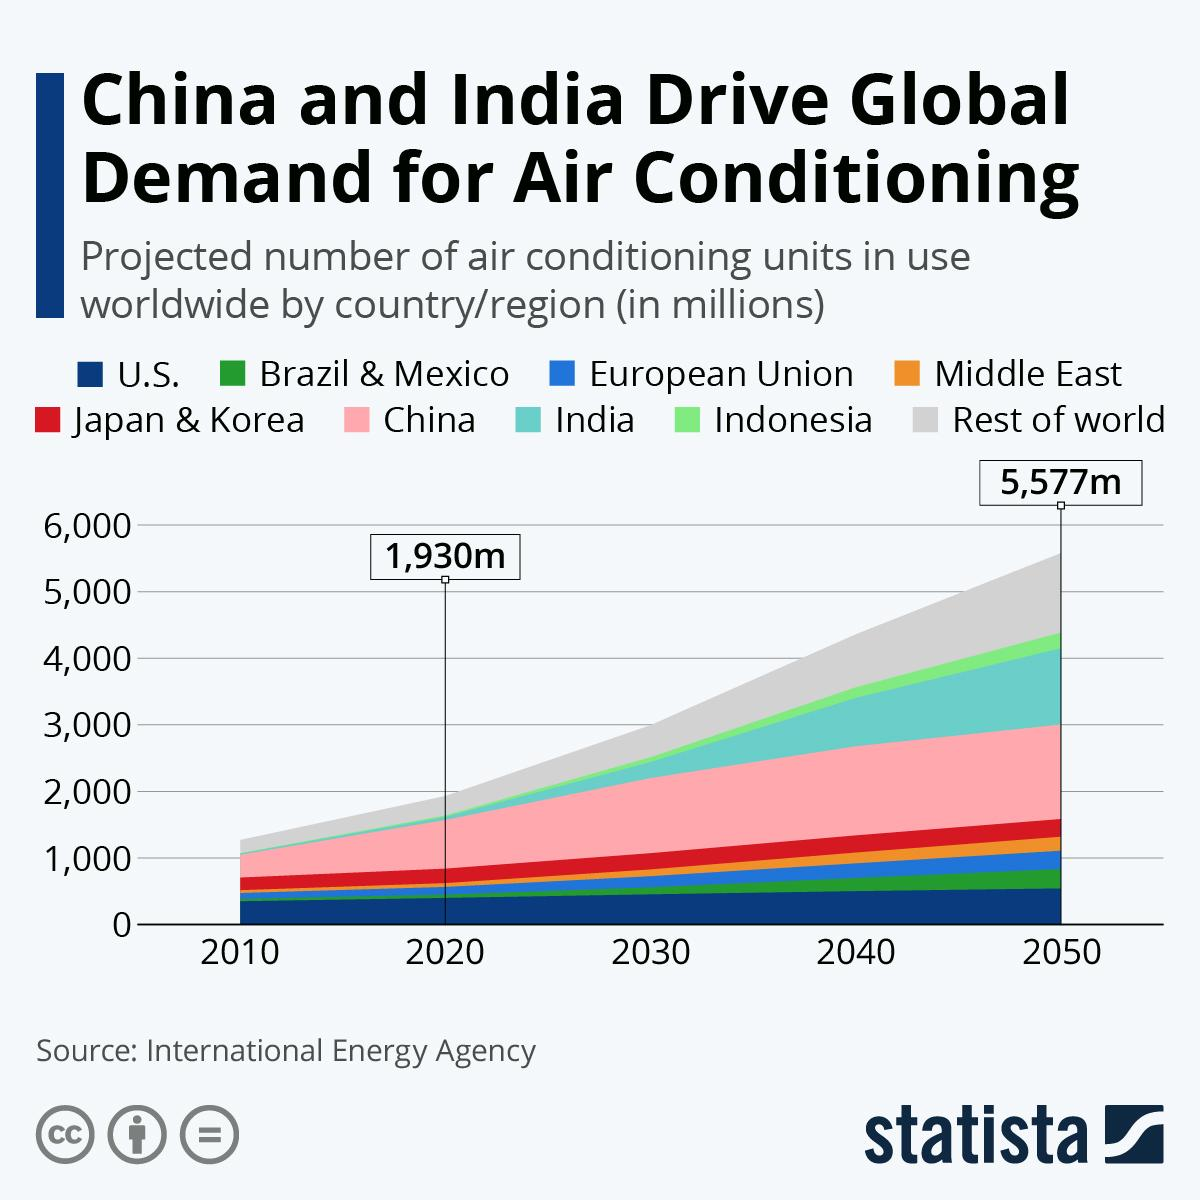 China and India Drive Global
Demand for Air Conditioning
Projected number of air conditioning units in use
worldwide by country/region (in millions)
U.S. Brazil & Mexico European Union Middle East
Japan & Korea China India Indonesia Rest of world
5,577m
6,000
1,930m
5,000
4,000
3,000
2,000
1,000
0
2010 2020 2030 2040 2050
Source: International Energy Agency
cc
statista